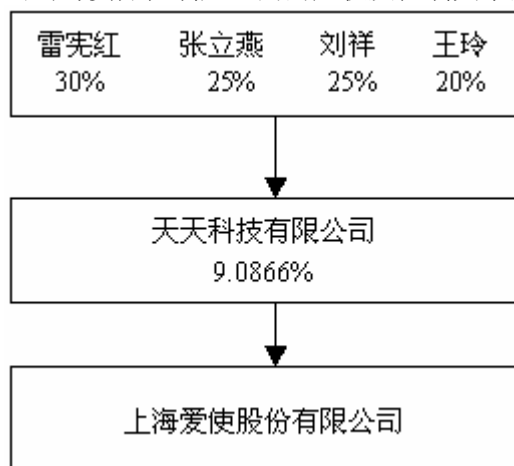 雷宪红 张立燕 刘祥 王玲
30% 25% 25% 20%
天天科技有限公司
9.0866%
上海爱使股份有限公司